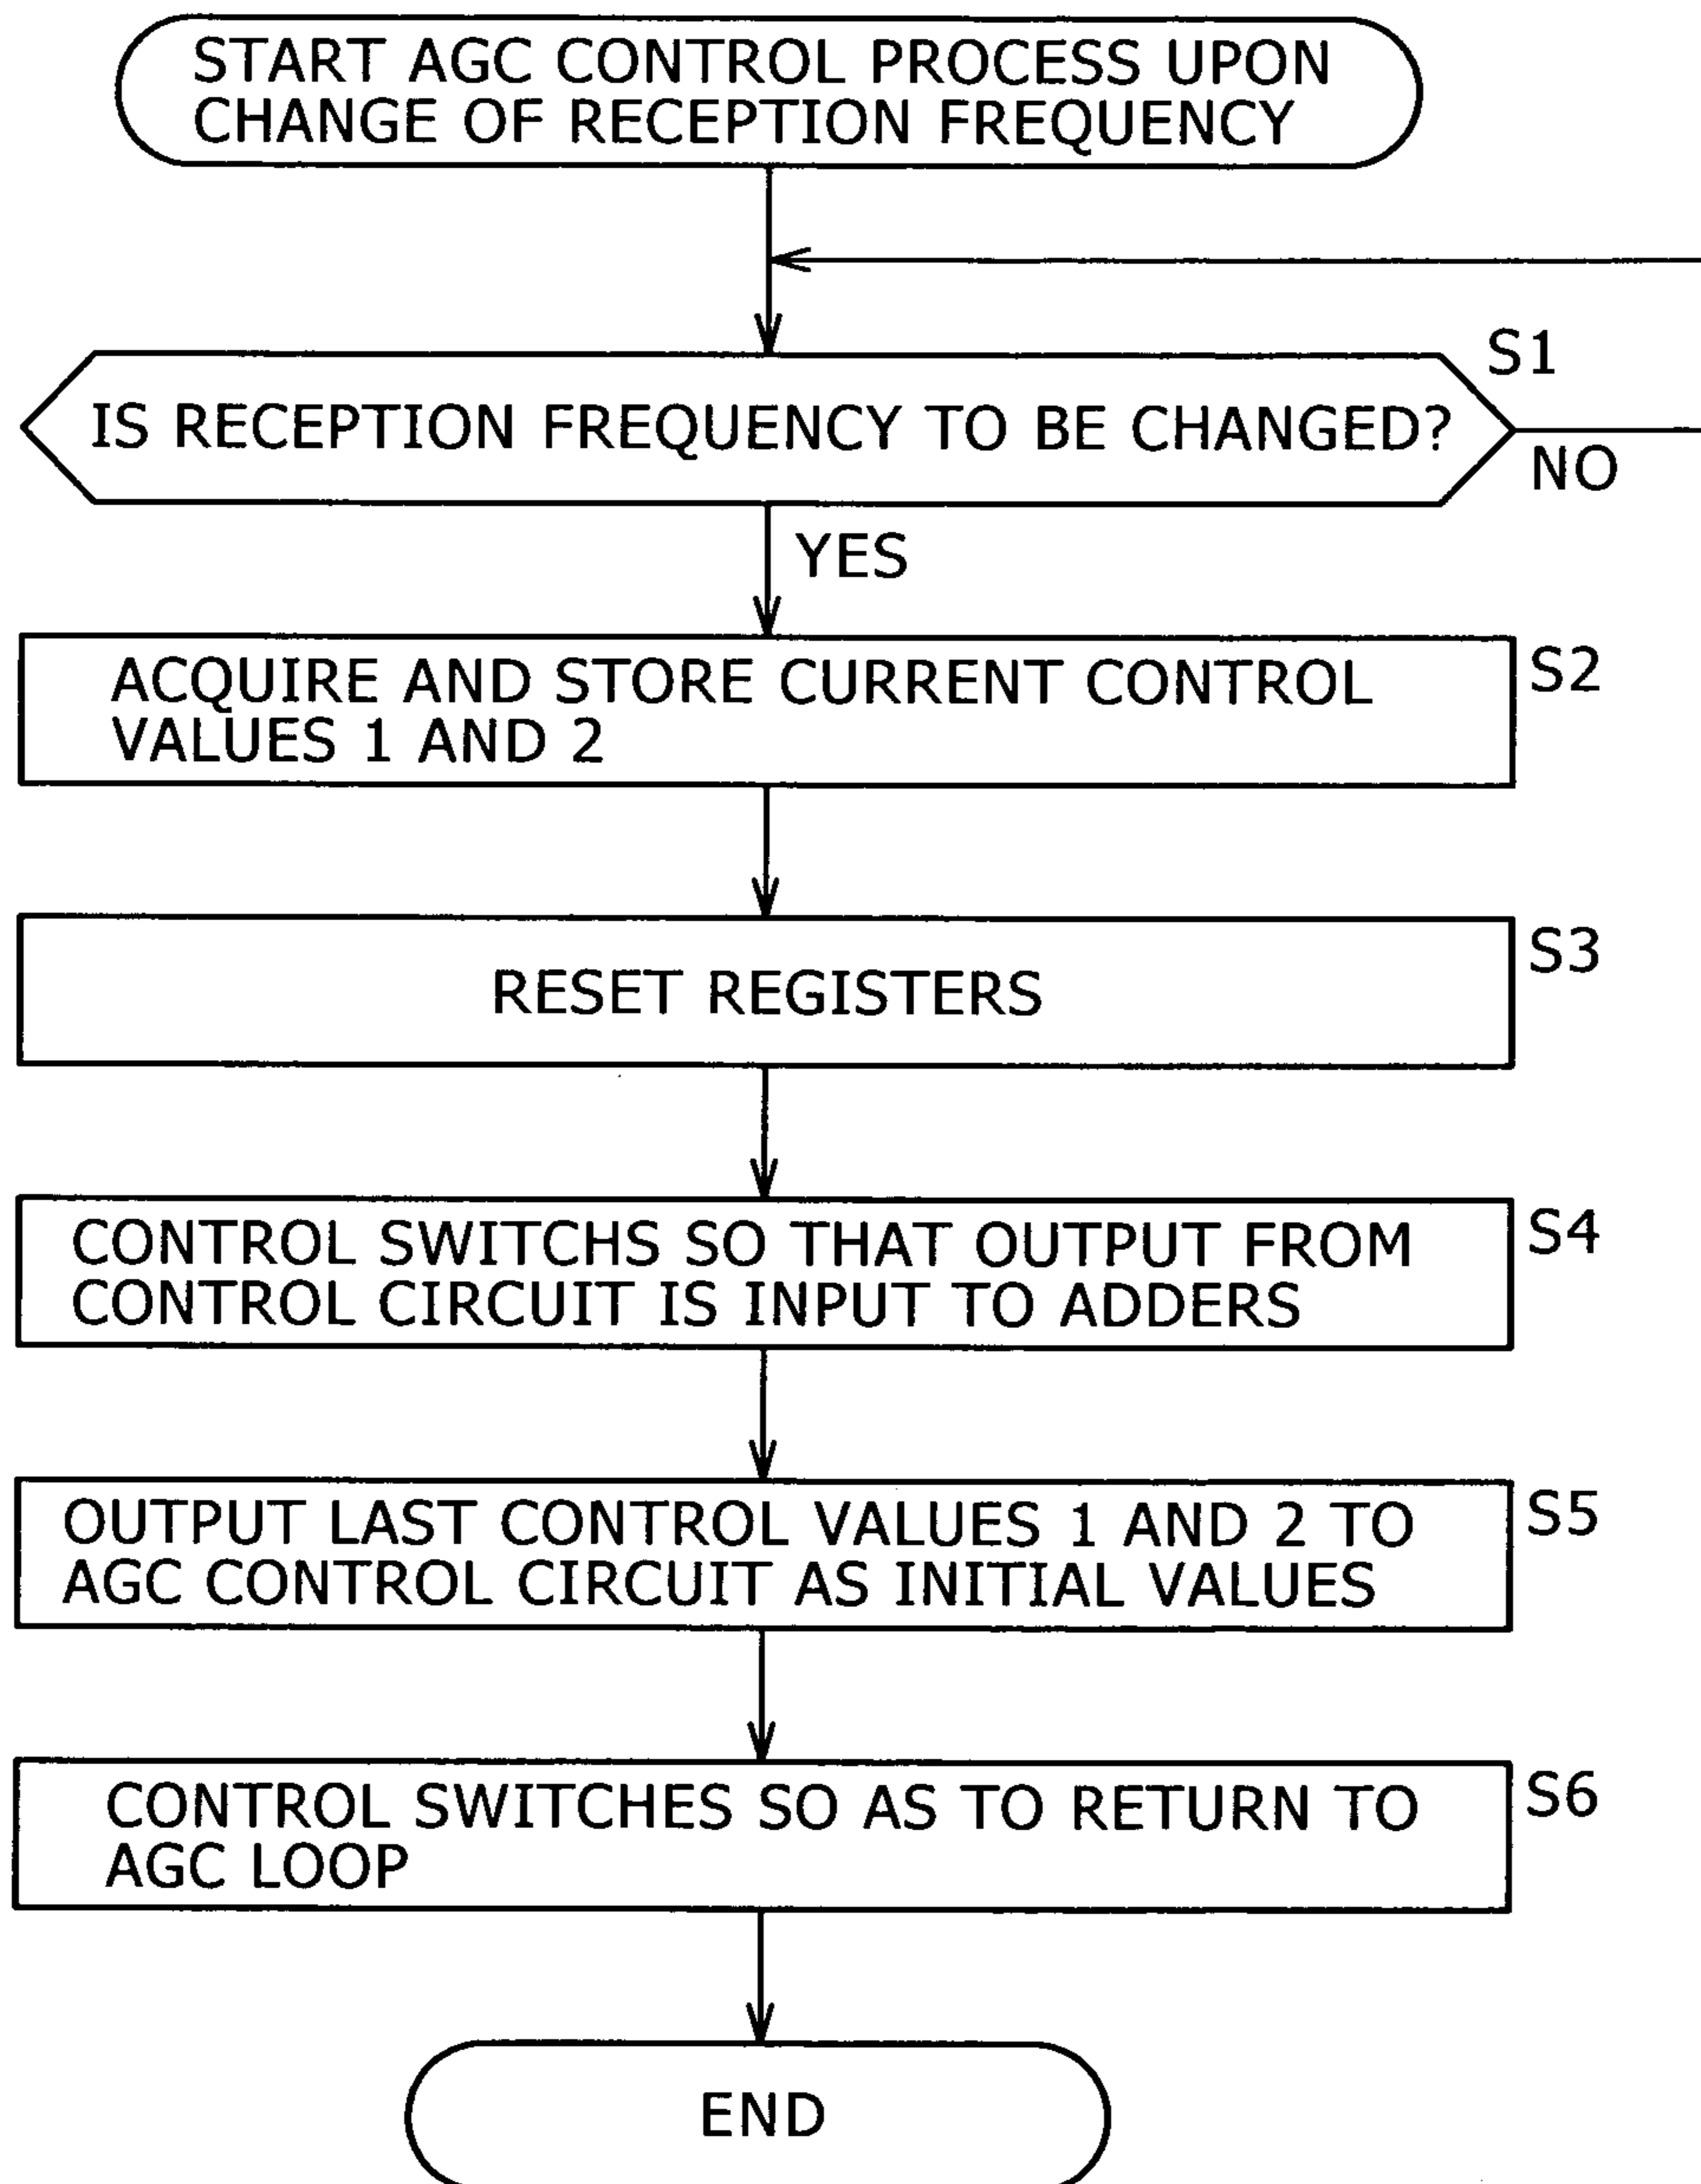 START AGC CONTROL PROCESS UPON
CHANGE OF RECEPTION FREQUENCY
S1
IS RECEPTION FREQUENCY TO BE CHANGED?
NO
YES
S2
ACQUIRE AND STORE CURRENT CONTROL
VALUES 1 AND 2
S3
RESET REGISTERS
S4
CONTROL SWITCHS SO THAT OUTPUT FROM
CONTROL CIRCUIT IS INPUT TO ADDERS
S5
OUTPUT LAST CONTROL VALUES 1 AND 2 TO
AGC CONTROL CIRCUIT AS INITIAL VALUES
S6
CONTROL SWITCHES SO AS TO RETURN TO
AGC LOOP
END